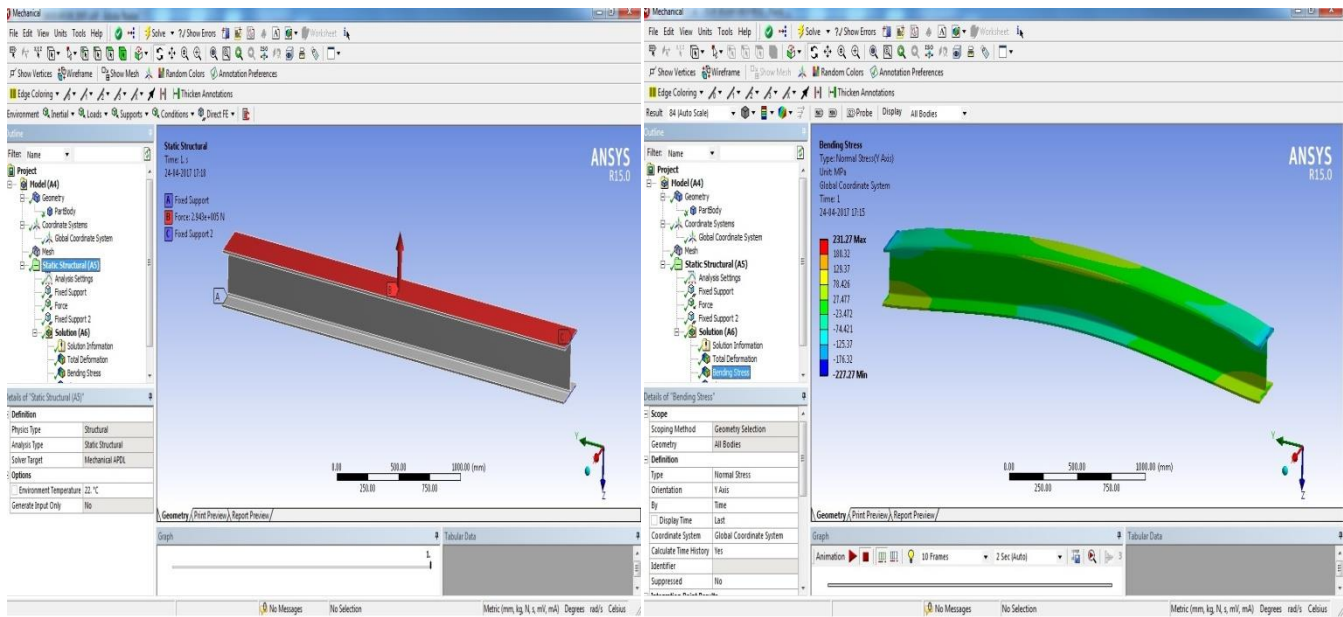 Mechanical
File Edit View Units Tools Help Solve ?/ Show Errors Worksheet
Show Vertices Wireframe Show Mesh Random Colors Annotation Preferences
Edge Coloring Thicken Annotations
Environment Inertial Loads Supports Conditions Direct FE
Outline
Filter: Name
Project
Model (A4)
Geometry
PartBody
Coordinate Systems
Global Coordinate System
Mesh
Static Structural (A5)
Analysis Settings
Fixed Support
Force
Fixed Support 2
Solution (A6)
Solution Information
Total Deformation
Bending Stress
Details of "Static Structural (A5)"
Definition
Physics Type Structural
Analysis Type Static Structural
Solver Target Mechanical APDL
Options
Environment Temperature 22. °C
Generate Input Only No
Static Structural
Time: 1. s
24-04-2017 17:18
A Fixed Support
B Force: 2.943e+005 N
C Fixed Support 2
ANSYS
R15.0
A
B
C
Y
Z
0.00 500.00 1000.00 (mm)
250.00 750.00
Geometry Print Preview Report Preview
Graph
Tabular Data
1.
No Messages No Selection Metric (mm, kg, N, s, mV, mA) Degrees rad/s Celsius
Mechanical
File Edit View Units Tools Help Solve ?/ Show Errors Worksheet
Show Vertices Wireframe Show Mesh Random Colors Annotation Preferences
Edge Coloring Thicken Annotations
Result 84 (Auto Scale) Probe Display All Bodies
Outline
Filter: Name
Project
Model (A4)
Geometry
PartBody
Coordinate Systems
Global Coordinate System
Mesh
Static Structural (A5)
Analysis Settings
Fixed Support
Force
Fixed Support 2
Solution (A6)
Solution Information
Total Deformation
Bending Stress
Details of "Bending Stress"
Scope
Scoping Method Geometry Selection
Geometry All Bodies
Definition
Type Normal Stress
Orientation Y Axis
By Time
Display Time Last
Coordinate System Global Coordinate System
Calculate Time History Yes
Identifier
Suppressed No
Integration Point Results
Bending Stress
Type: Normal Stress(Y Axis)
Unit: MPa
Global Coordinate System
Time: 1
24-04-2017 17:15
231.27 Max
180.32
129.37
78.426
27.477
-23.472
-74.421
-125.37
-176.32
-227.27 Min
ANSYS
R15.0
Y
Z
0.00 500.00 1000.00 (mm)
250.00 750.00
Geometry Print Preview Report Preview
Graph
Tabular Data
Animation 10 Frames 2 Sec (Auto)
No Messages No Selection Metric (mm, kg, N, s, mV, mA) Degrees rad/s Celsius